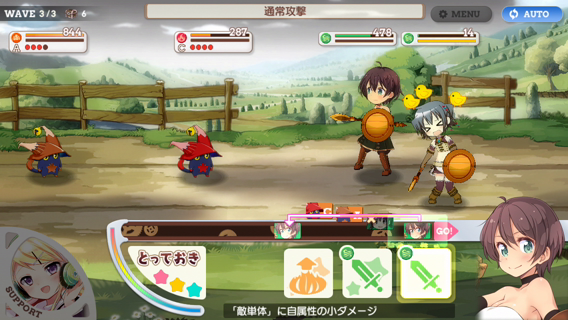 WAVE 3/3 6
通常攻撃
MENU
AUTO
844
287
478
14
A
C
GO!
とっておき
SUPPORT
「敵単体」に自属性の小ダメージ